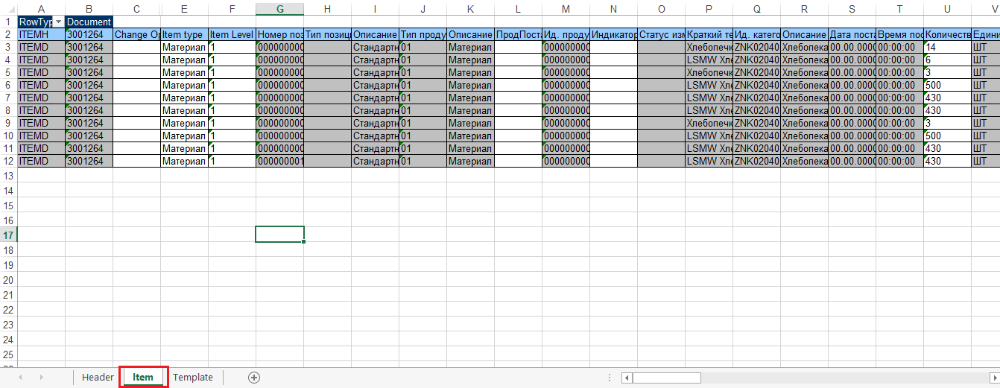 A B C D E F G H I J K L M N O P Q R S T U V
1 RowTyp Document
2 ITEMH 3001264 Change Op Item type Item Level Номер поз Тип позици Описание Тип проду Описание ПродПоста Ид. проду Индикатор Статус изм Краткий те Ид. катего Описание Дата поста Время пос Количеств Едини
3 ITEMD 3001264 Материал 1 000000000 Стандартн 01 Материал 000000000 Хлебопечк ZNK02040 Хлебопека 00.00.0000 00:00:00 14 ШТ
4 ITEMD 3001264 Материал 1 000000000 Стандартн 01 Материал 000000000 LSMW Хле ZNK02040 Хлебопека 00.00.0000 00:00:00 6 ШТ
5 ITEMD 3001264 Материал 1 000000000 Стандартн 01 Материал 000000000 Хлебопечк ZNK02040 Хлебопека 00.00.0000 00:00:00 3 ШТ
6 ITEMD 3001264 Материал 1 000000000 Стандартн 01 Материал 000000000 LSMW Хле ZNK02040 Хлебопека 00.00.0000 00:00:00 500 ШТ
7 ITEMD 3001264 Материал 1 000000000 Стандартн 01 Материал 000000000 LSMW Хле ZNK02040 Хлебопека 00.00.0000 00:00:00 430 ШТ
8 ITEMD 3001264 Материал 1 000000000 Стандартн 01 Материал 000000000 LSMW Хле ZNK02040 Хлебопека 00.00.0000 00:00:00 430 ШТ
9 ITEMD 3001264 Материал 1 000000000 Стандартн 01 Материал 000000000 Хлебопечк ZNK02040 Хлебопека 00.00.0000 00:00:00 3 ШТ
10 ITEMD 3001264 Материал 1 000000000 Стандартн 01 Материал 000000000 LSMW Хле ZNK02040 Хлебопека 00.00.0000 00:00:00 500 ШТ
11 ITEMD 3001264 Материал 1 000000000 Стандартн 01 Материал 000000000 LSMW Хле ZNK02040 Хлебопека 00.00.0000 00:00:00 430 ШТ
12 ITEMD 3001264 Материал 1 000000001 Стандартн 01 Материал 000000000 LSMW Хле ZNK02040 Хлебопека 00.00.0000 00:00:00 430 ШТ
13
14
15
16
17
18
19
20
21
22
23
24
25
Header Item Template